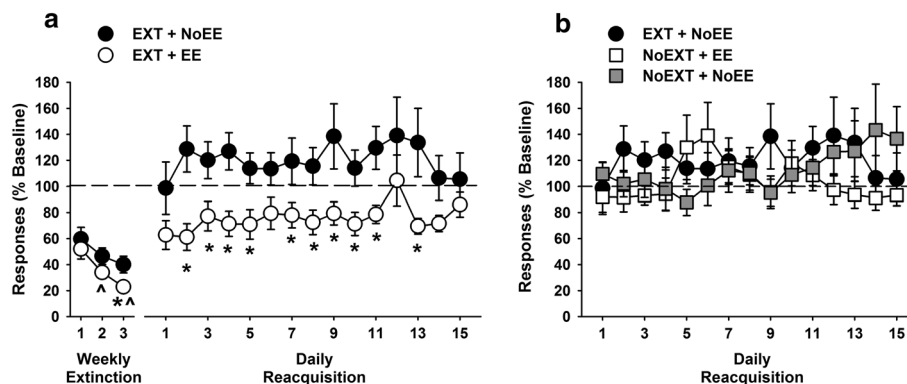 a
EXT + NoEE
EXT + EE
Responses (% Baseline)
180
160
140
120
100
80
60
40
20
0
* * * * * * * * * *
^ *^
1 2 3
1 3 5 7 9 11 13 15
Weekly
Extinction
Daily
Reacquisition
b
EXT + NoEE
NoEXT + EE
NoEXT + NoEE
Responses (% Baseline)
180
160
140
120
100
80
60
40
20
0
1 3 5 7 9 11 13 15
Daily
Reacquisition